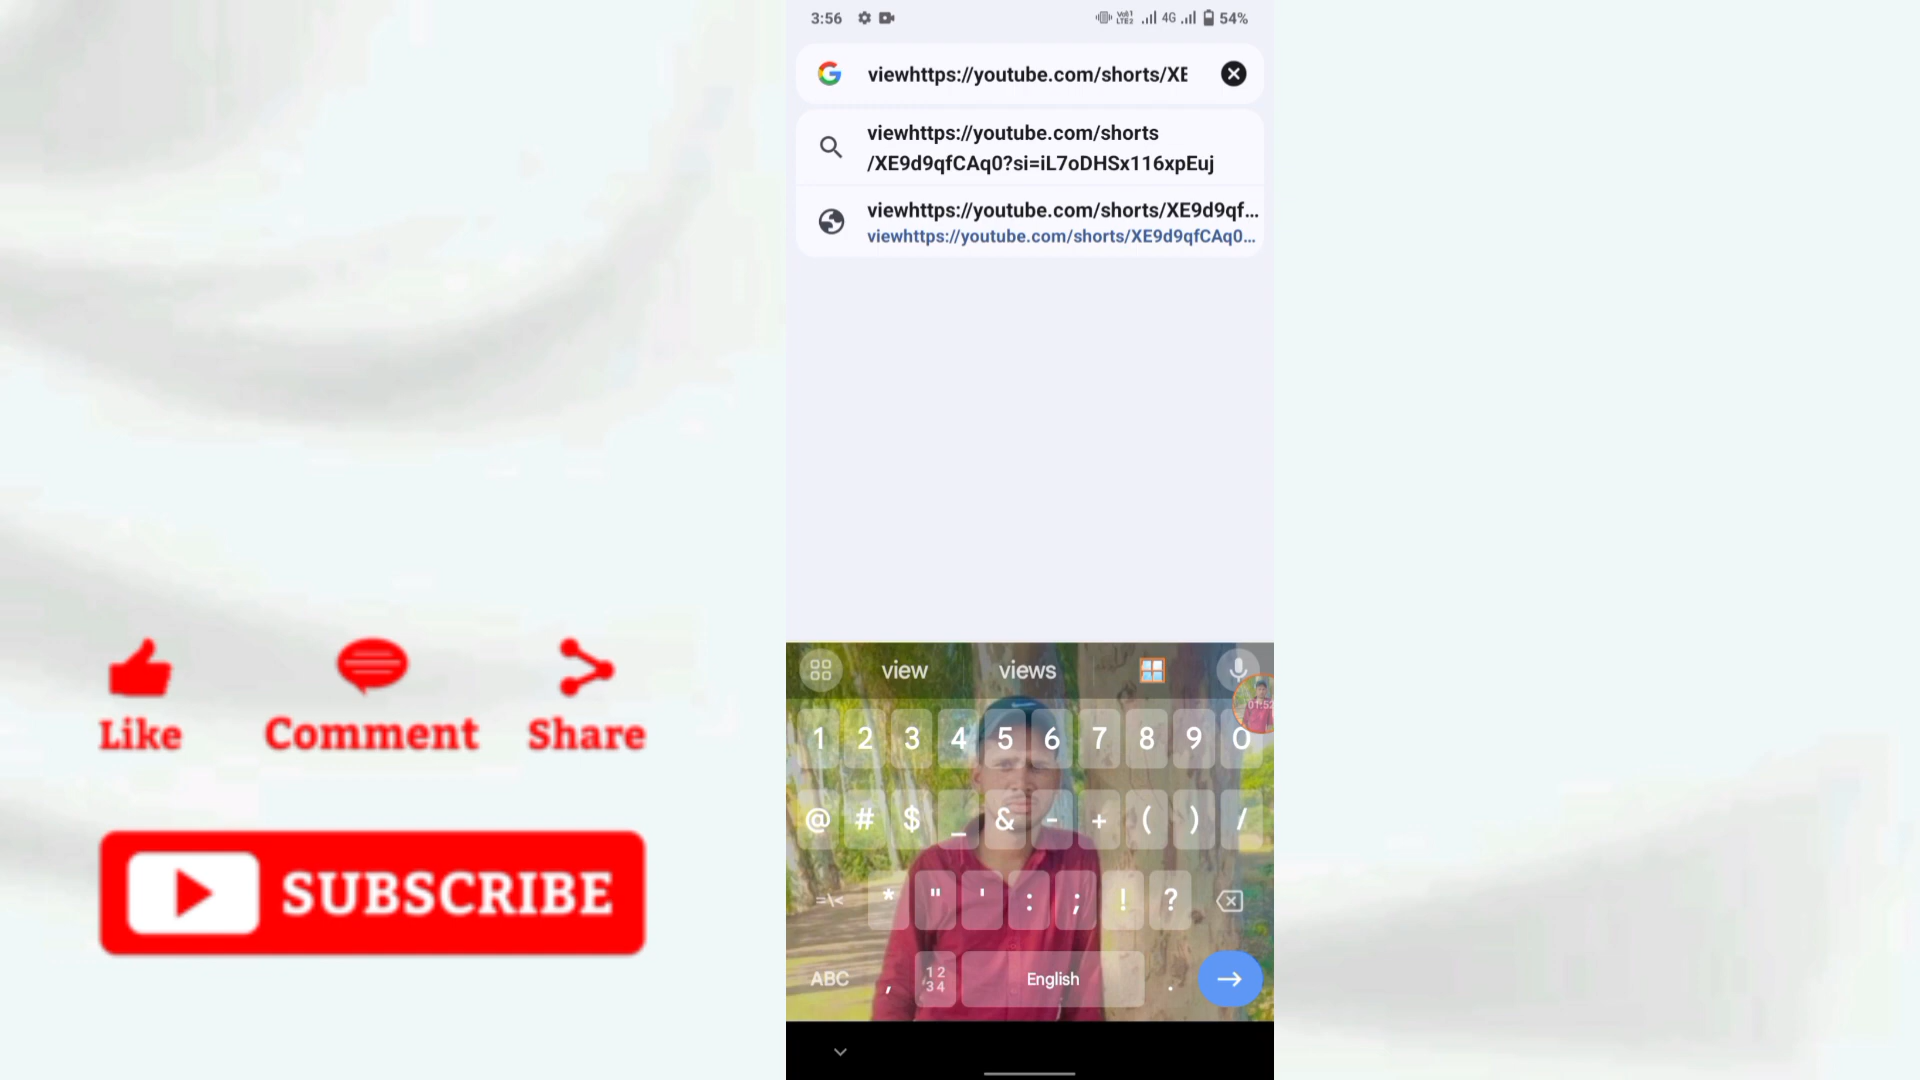 3:56
4G
54%
viewhttps://youtube.com/shorts/XE
viewhttps://youtube.com/shorts
/XE9d9qfCAq0?si=iL7oDHSx116xpEuj
viewhttps://youtube.com/shorts/XE9d9qf...
viewhttps://youtube.com/shorts/XE9d9qfCAq0...
view views
1 2 3 4 5 6 7 8 9 0
@ # $ _ & - + ( ) /
=\< * " ' : ; ! ?
ABC , 12 34 English .
Like Comment Share
SUBSCRIBE